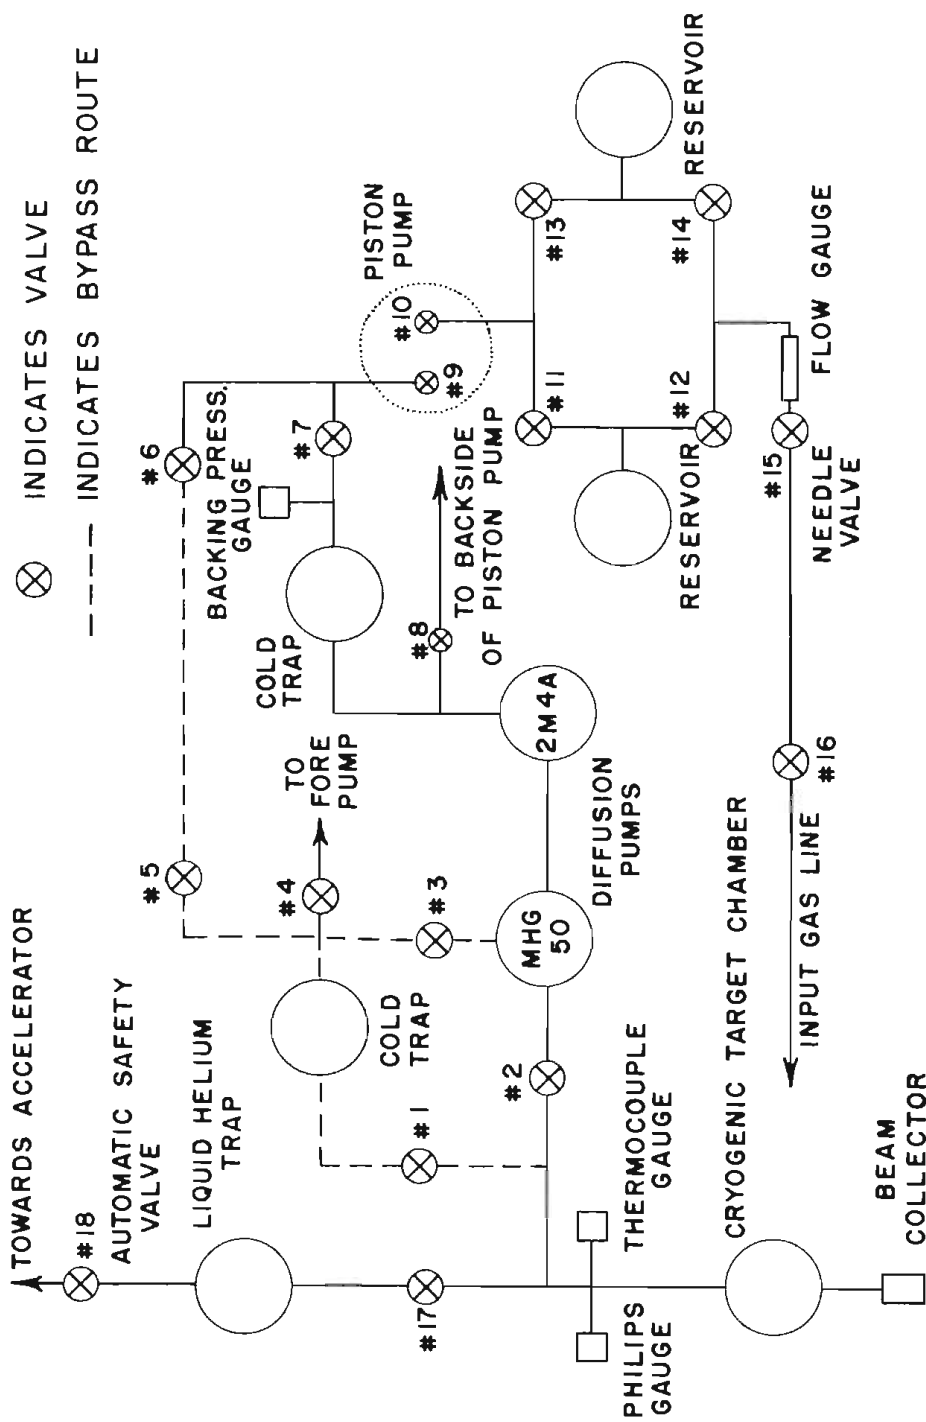 INDICATES VALVE
INDICATES BYPASS ROUTE
TOWARDS ACCELERATOR
#18
AUTOMATIC SAFETY
VALVE
LIQUID HELIUM
TRAP
#17
#5
#6
#4
TO
FORE
PUMP
COLD
TRAP
#1
#3
COLD
TRAP
BACKING PRESS.
GAUGE
#7
PISTON
PUMP
#9
#10
#8
TO BACKSIDE
OF PISTON PUMP
#2
MHG
50
2M4A
DIFFUSION
PUMPS
#11
#13
#12
#14
RESERVOIR
RESERVOIR
PHILIPS
GAUGE
THERMOCOUPLE
GAUGE
CRYOGENIC TARGET CHAMBER
#15
FLOW GAUGE
NEEDLE
VALVE
#16
INPUT GAS LINE
BEAM
COLLECTOR